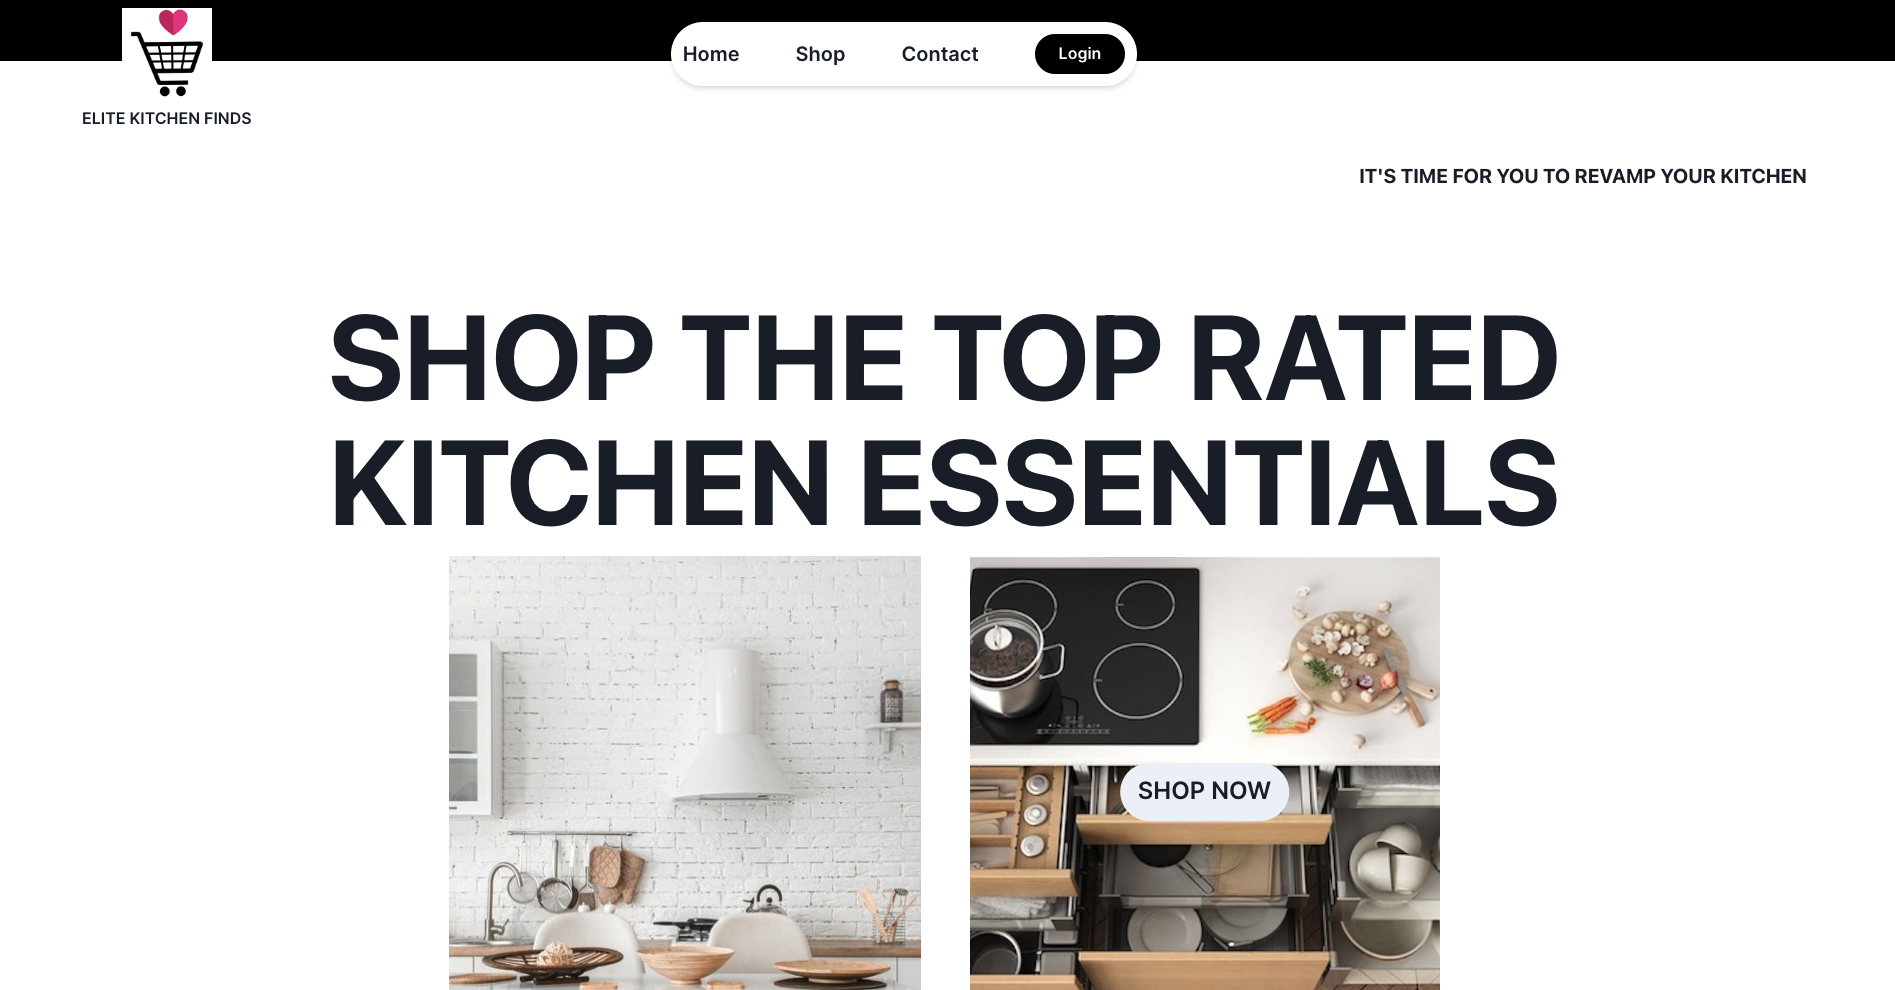 Home Shop Contact Login
ELITE KITCHEN FINDS
IT'S TIME FOR YOU TO REVAMP YOUR KITCHEN
SHOP THE TOP RATED
KITCHEN ESSENTIALS
SHOP NOW